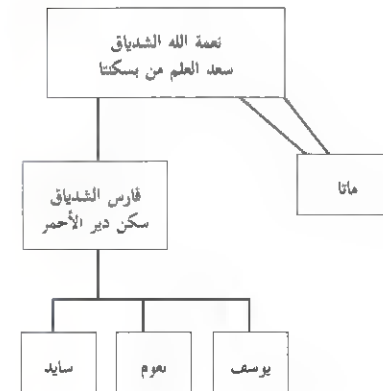 نعمة الله الشدياق
سعد العلم من بسكنتا
ماتا
فارس الشدياق
سكن دير الأحمر
يوسف
نعوم
سايد